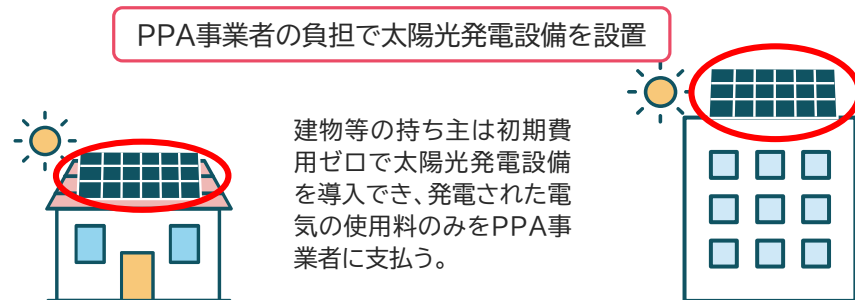 PPA事業者の負担で太陽光発電設備を設置
建物等の持ち主は初期費
用ゼロで太陽光発電設備
を導入でき、発電された電
気の使用料のみをPPA事
業者に支払う。